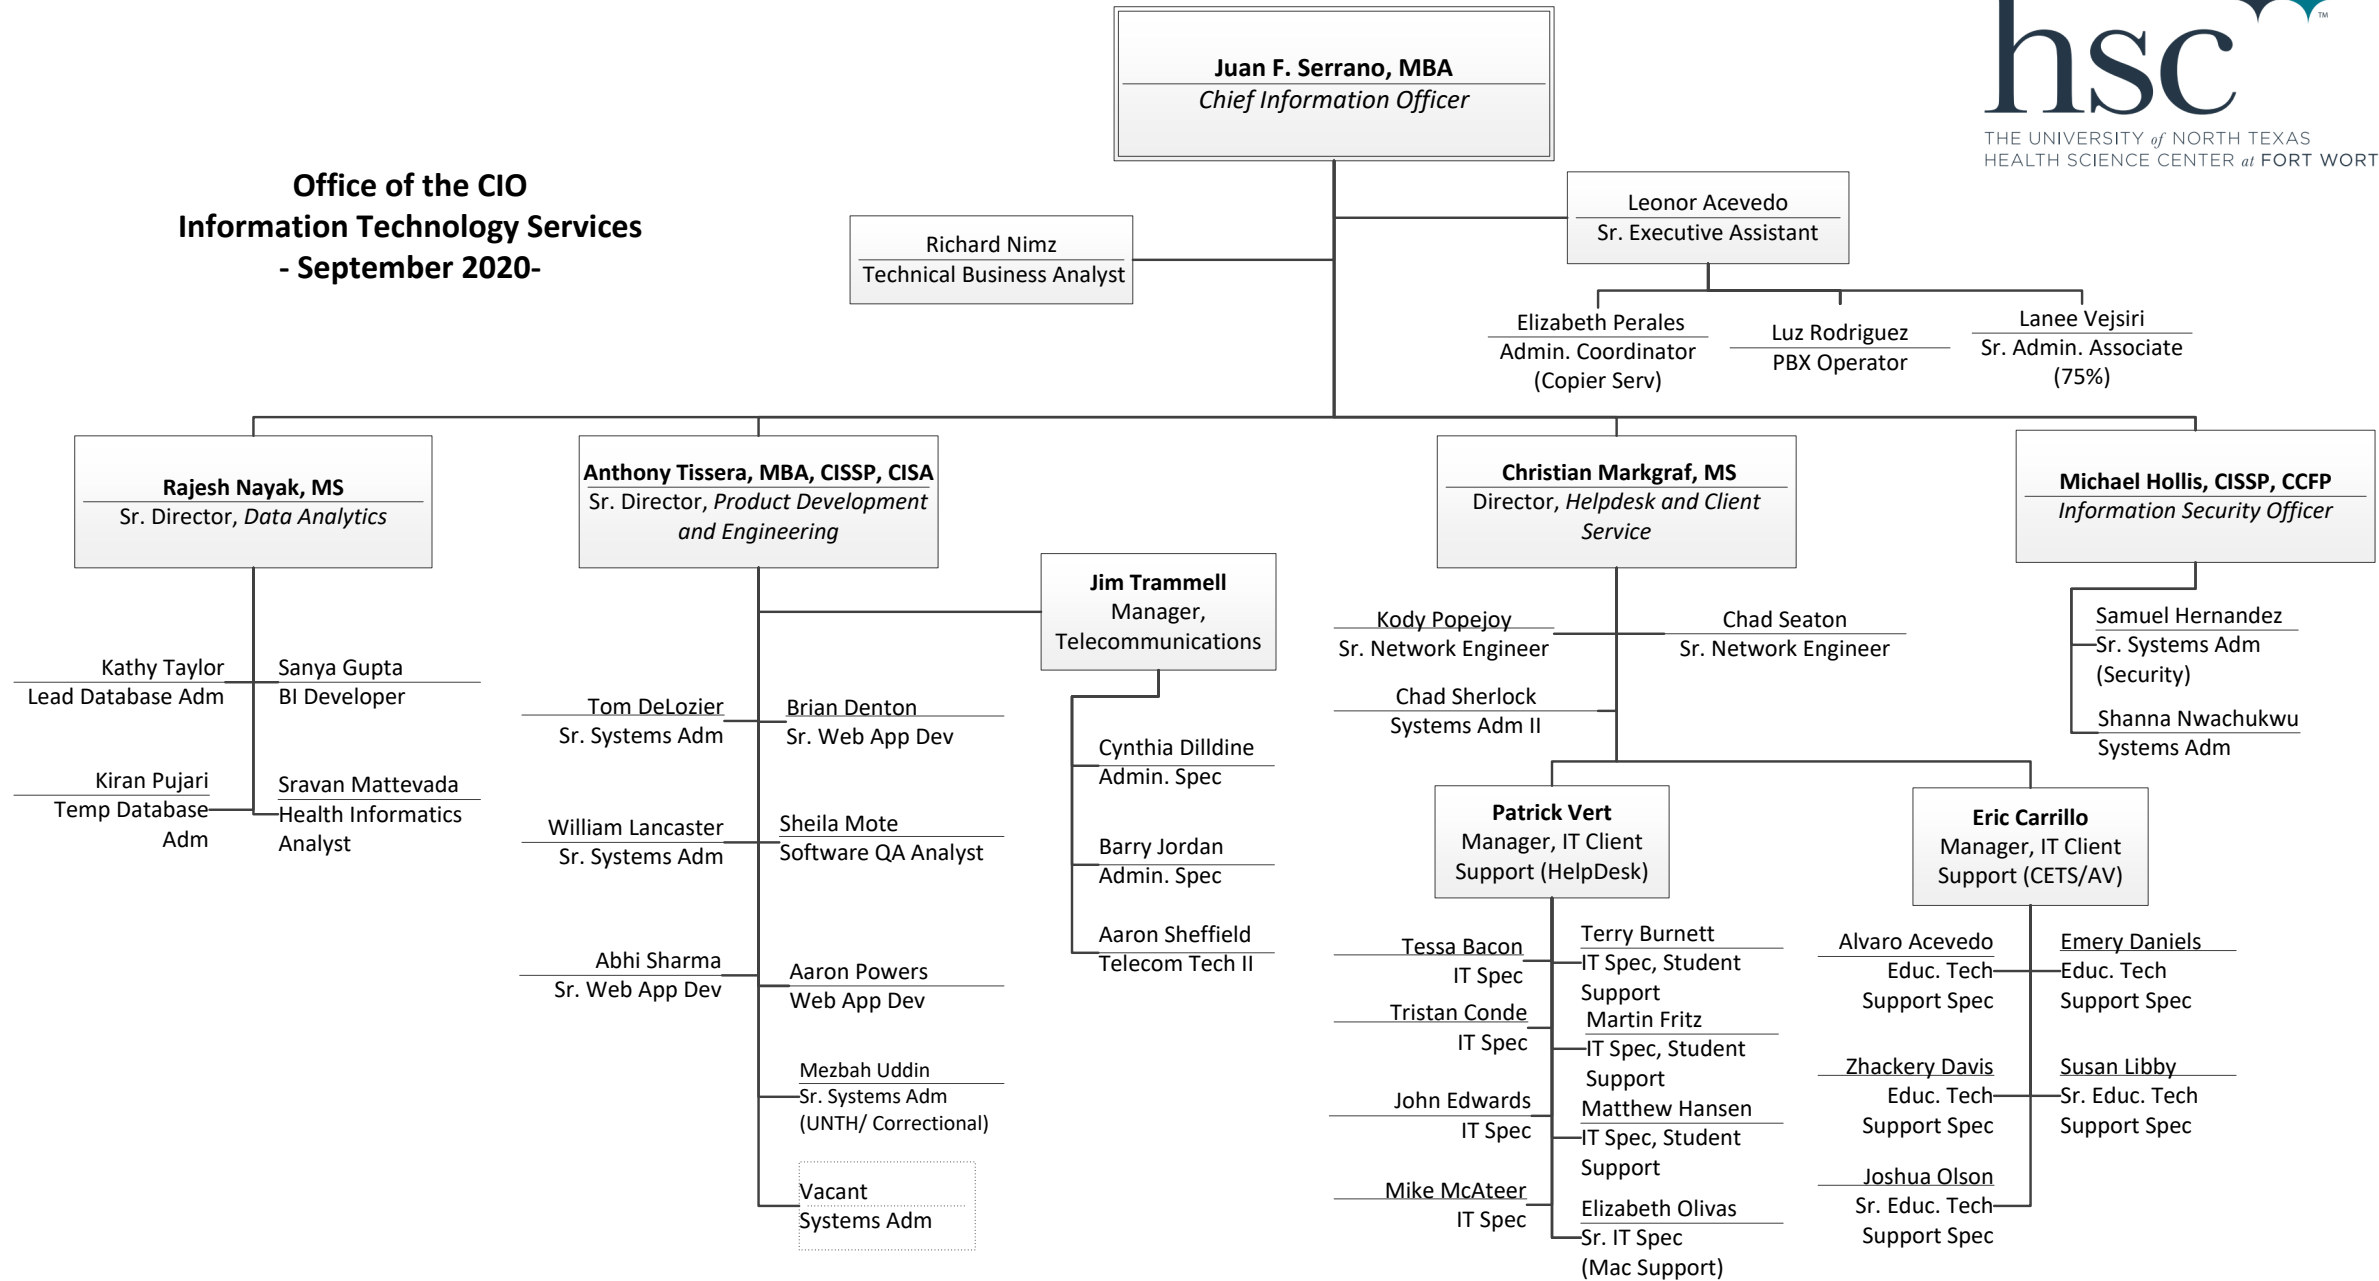 hsc
TM
THE UNIVERSITY of NORTH TEXAS
HEALTH SCIENCE CENTER at FORT WORT
Juan F. Serrano, MBA
Chief Information Officer
Office of the CIO
Information Technology Services
- September 2020-
Leonor Acevedo
Sr. Executive Assistant
Richard Nimz
Technical Business Analyst
Elizabeth Perales
Admin. Coordinator
(Copier Serv)
Luz Rodriguez
PBX Operator
Lanee Vejsiri
Sr. Admin. Associate
(75%)
Rajesh Nayak, MS
Sr. Director, Data Analytics
Kathy Taylor
Lead Database Adm
Sanya Gupta
BI Developer
Kiran Pujari
Temp Database
Adm
Sravan Mattevada
Health Informatics
Analyst
Anthony Tissera, MBA, CISSP, CISA
Sr. Director, Product Development
and Engineering
Jim Trammell
Manager,
Telecommunications
Tom DeLozier
Sr. Systems Adm
Brian Denton
Sr. Web App Dev
William Lancaster
Sr. Systems Adm
Sheila Mote
Software QA Analyst
Abhi Sharma
Sr. Web App Dev
Aaron Powers
Web App Dev
Mezbah Uddin
Sr. Systems Adm
(UNTH/ Correctional)
Vacant
Systems Adm
Cynthia Dilldine
Admin. Spec
Barry Jordan
Admin. Spec
Aaron Sheffield
Telecom Tech II
Christian Markgraf, MS
Director, Helpdesk and Client
Service
Kody Popejoy
Sr. Network Engineer
Chad Seaton
Sr. Network Engineer
Chad Sherlock
Systems Adm II
Patrick Vert
Manager, IT Client
Support (HelpDesk)
Tessa Bacon
IT Spec
Terry Burnett
IT Spec, Student
Support
Tristan Conde
IT Spec
Martin Fritz
IT Spec, Student
Support
John Edwards
IT Spec
Matthew Hansen
IT Spec, Student
Support
Mike McAteer
IT Spec
Elizabeth Olivas
Sr. IT Spec
(Mac Support)
Eric Carrillo
Manager, IT Client
Support (CETS/AV)
Alvaro Acevedo
Educ. Tech
Support Spec
Emery Daniels
Educ. Tech
Support Spec
Zhackery Davis
Educ. Tech
Support Spec
Susan Libby
Sr. Educ. Tech
Support Spec
Joshua Olson
Sr. Educ. Tech
Support Spec
Michael Hollis, CISSP, CCFP
Information Security Officer
Samuel Hernandez
Sr. Systems Adm
(Security)
Shanna Nwachukwu
Systems Adm